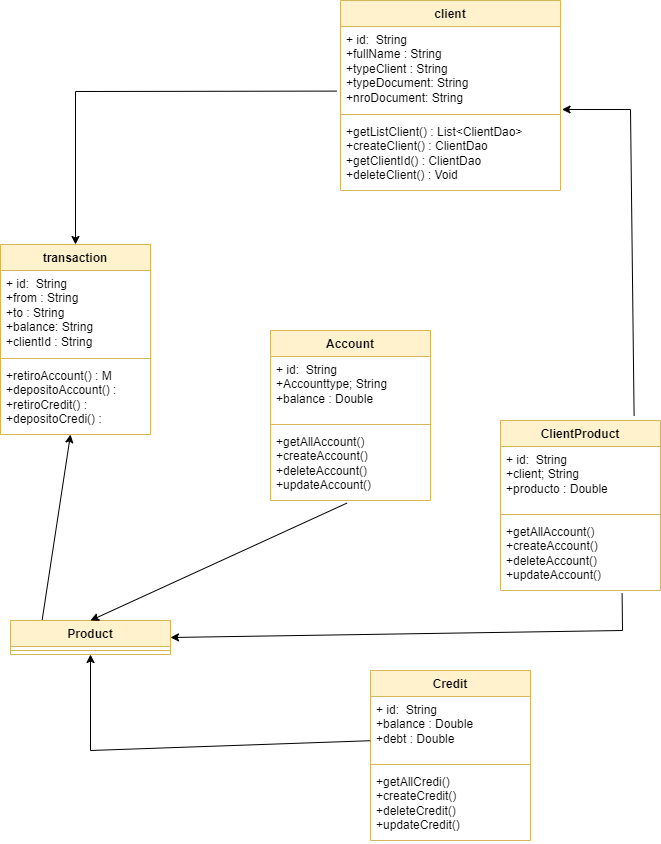 client
+ id:  String
+fullName : String
+typeClient : String
+typeDocument: String
+nroDocument: String
+getListClient() : List<ClientDao>
+createClient() : ClientDao
+getClientId() : ClientDao
+deleteClient() : Void
transaction
+ id:  String
+from : String
+to : String
+balance: String
+clientId : String
+retiroAccount() : M
+depositoAccount() :
+retiroCredit() :
+depositoCredi() :
Account
+ id:  String
+Accounttype; String
+balance : Double
+getAllAccount()
+createAccount()
+deleteAccount()
+updateAccount()
ClientProduct
+ id:  String
+client; String
+producto : Double
+getAllAccount()
+createAccount()
+deleteAccount()
+updateAccount()
Product
Credit
+ id:  String
+balance : Double
+debt : Double
+getAllCredi()
+createCredit()
+deleteCredit()
+updateCredit()